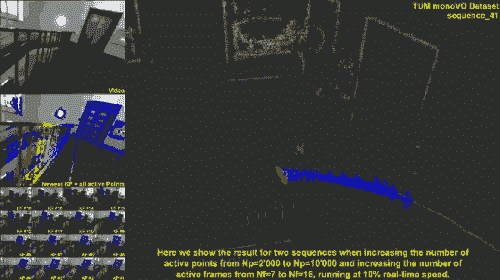 TUM monoVO Dataset
sequence_41
Video
Newest KF + all active Points
Here we show the result for two sequences when increasing the number of
active points from Np=2'000 to Np=10'000 and increasing the number of
active frames from Nf=7 to Nf=15, running at 10% real-time speed.